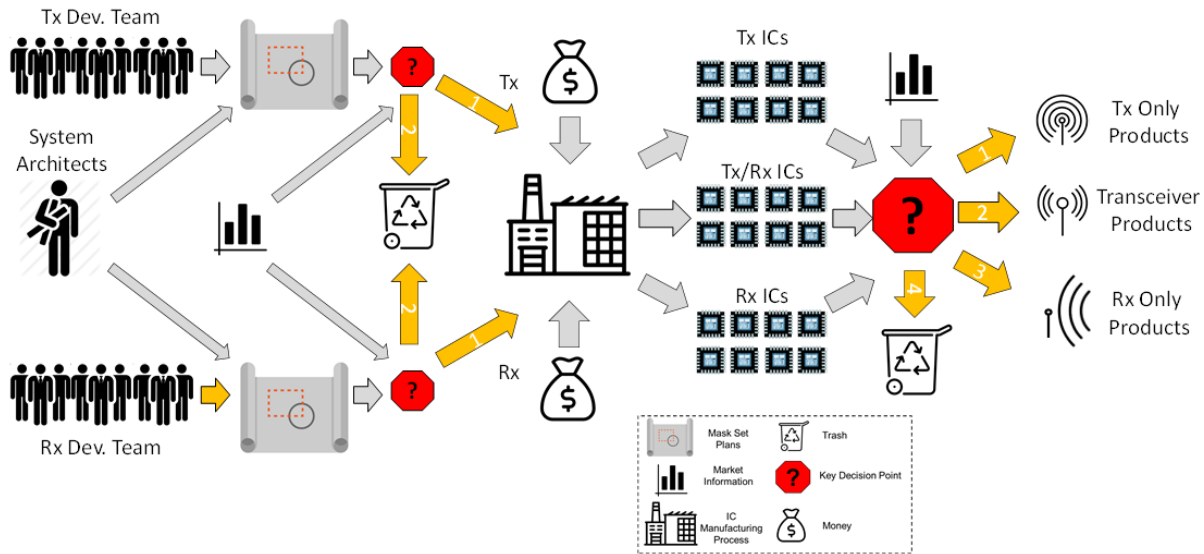 Tx Dev. Team
?
1
2
Tx
$
Tx ICs
System
Architects
Tx/Rx ICs
?
1
2
3
4
Tx Only
Products
Transceiver
Products
Rx Only
Products
2
1
Rx
$
Rx ICs
?
Rx Dev. Team
Mask Set
Plans
Trash
Market
Information
?
Key Decision Point
IC
Manufacturing
Process
$
Money